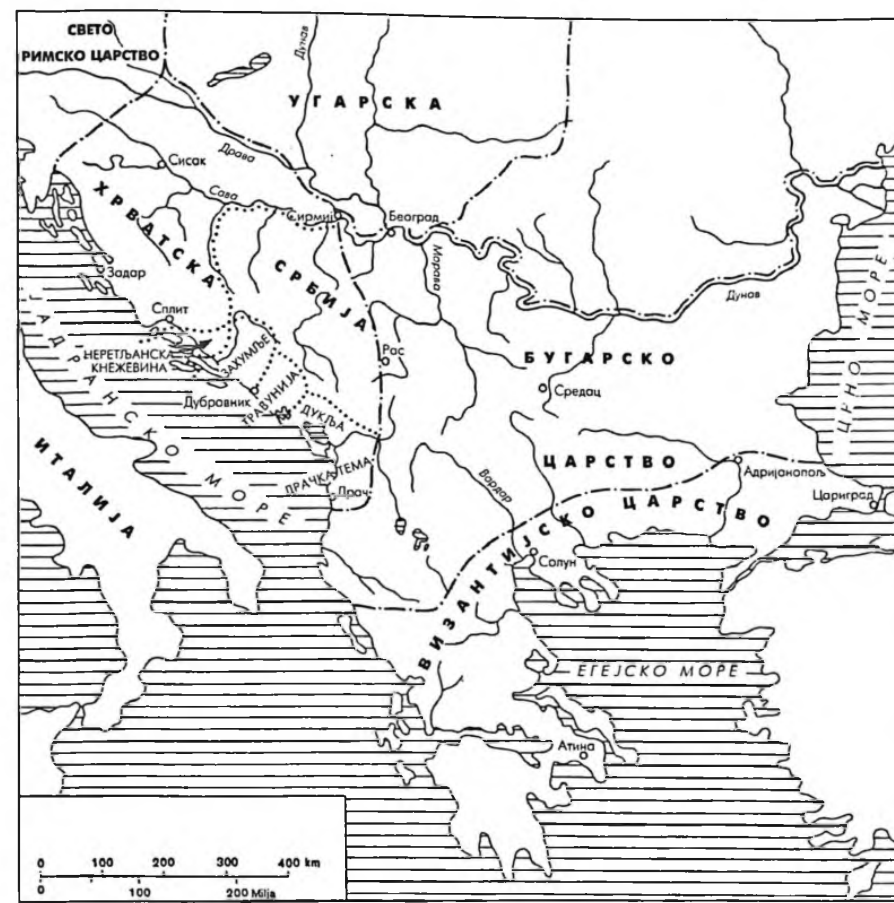 СВЕТО
РИМСКО ЦАРСТВО
Дунав
УГАРСКА
Драва
Сисак
Сава
Сирмиј
Београд
ХРВАТСКА
СРБИЈА
Морава
Задар
Дунав
ЦРНО МОРЕ
Сплит
НЕРЕТЉАНСКА
КНЕЖЕВИНА
ЗАХУМЉЕ
Рас
БУГАРСКО
Средац
Дубровник
ТРАВУНИЈА
ДУКЉА
ЈАДРАНСКО МОРЕ
ИТАЛИЈА
ДРАЧКА ТЕМА
Драч
Вардар
ЦАРСТВО
Адријанопољ
Цариград
ВИЗАНТИЈСКО ЦАРСТВО
Солун
ЕГЕЈСКО МОРЕ
Атина
0 100 200 300 400 km
0 100 200 Milja